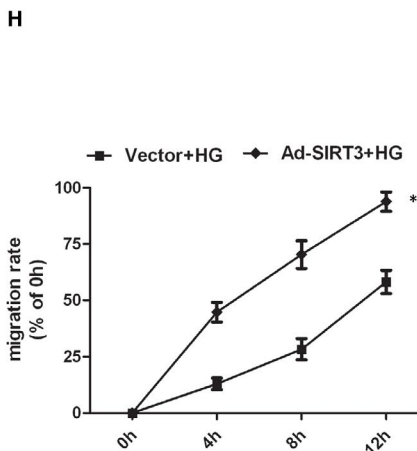 H
Vector+HG Ad-SIRT3+HG
migration rate
(% of 0h)
100
75
50
25
0
*
0h 4h 8h 12h